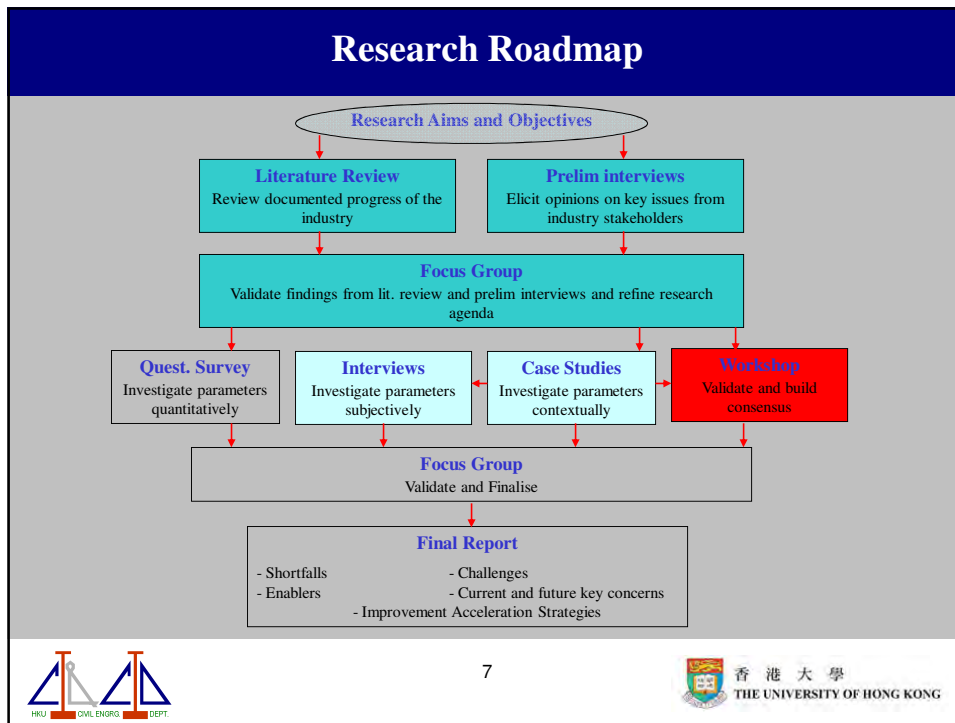 Research Roadmap
Research Aims and Objectives
Literature Review
Review documented progress of the
industry
Prelim interviews
Elicit opinions on key issues from
industry stakeholders
Focus Group
Validate findings from lit. review and prelim interviews and refine research
agenda
Quest. Survey
Investigate parameters
quantitatively
Interviews
Investigate parameters
subjectively
Case Studies
Investigate parameters
contextually
Workshop
Validate and build
consensus
Focus Group
Validate and Finalise
Final Report
- Shortfalls
- Challenges
- Enablers
- Current and future key concerns
- Improvement Acceleration Strategies
HKU CIVIL ENGRG. DEPT.
7
香港大學
THE UNIVERSITY OF HONG KONG